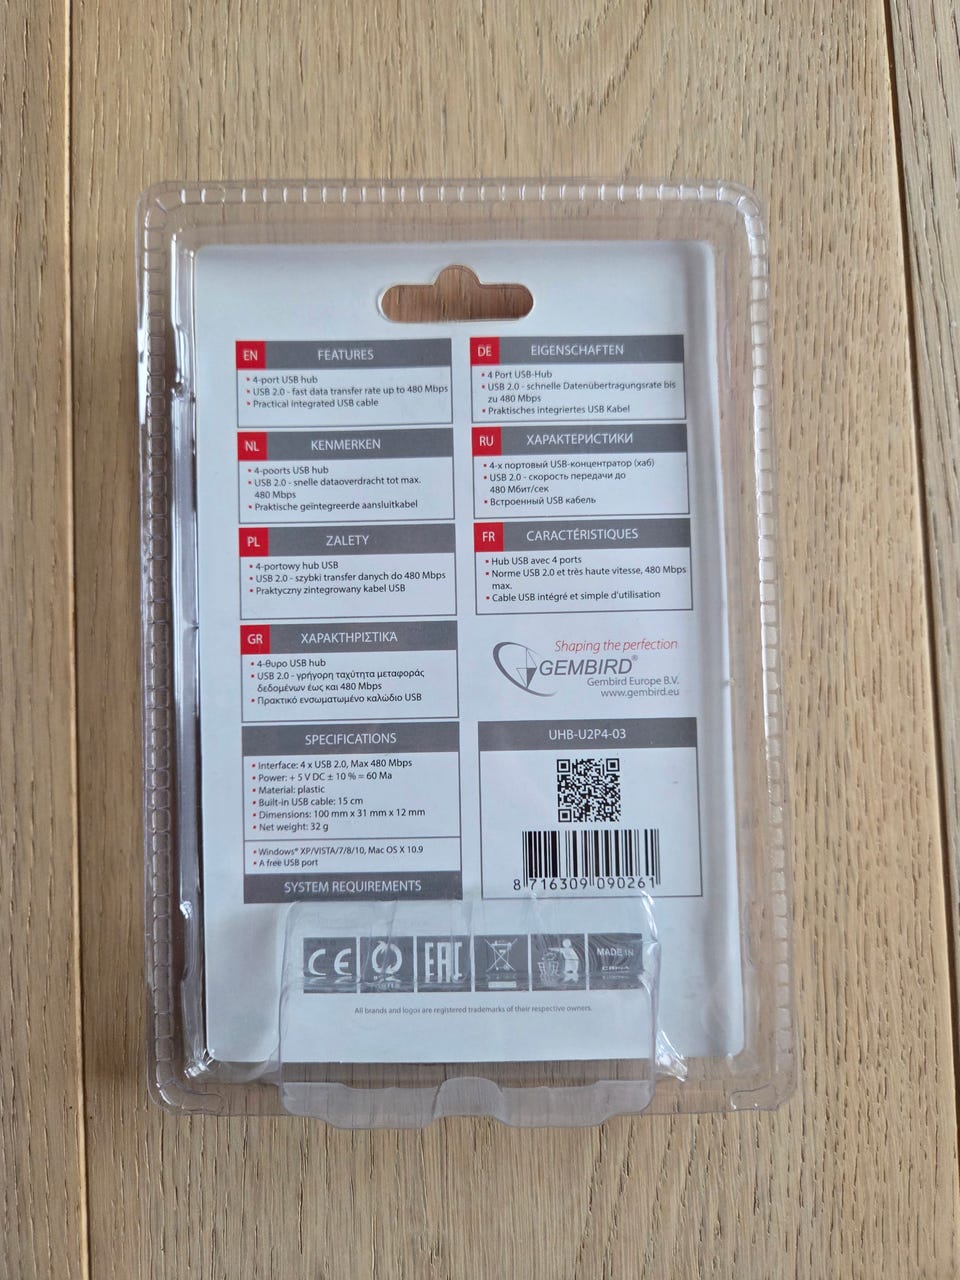 EN FEATURES
• 4-port USB hub
• USB 2.0 - fast data transfer rate up to 480 Mbps
• Practical integrated USB cable
NL KENMERKEN
• 4-poorts USB hub
• USB 2.0 - snelle dataoverdracht tot max.
480 Mbps
• Praktische geïntegreerde aansluitkabel
PL ZALETY
• 4-portowy hub USB
• USB 2.0 - szybki transfer danych do 480 Mbps
• Praktyczny zintegrowany kabel USB
GR ΧΑΡΑΚΤΗΡΙΣΤΙΚΆ
• 4-θυρο USB hub
• USB 2.0 - γρήγορη ταχύτητα μεταφοράς
δεδομένων έως και 480 Mbps
• Πρακτικό ενσωματωμένο καλώδιο USB
SPECIFICATIONS
• Interface: 4 x USB 2.0, Max 480 Mbps
• Power: + 5 V DC ± 10 % = 60 Ma
• Material: plastic
• Built-in USB cable: 15 cm
• Dimensions: 100 mm x 31 mm x 12 mm
• Net weight: 32 g
• Windows® XP/VISTA/7/8/10, Mac OS X 10.9
• A free USB port
SYSTEM REQUIREMENTS
DE EIGENSCHAFTEN
• 4 Port USB-Hub
• USB 2.0 - schnelle Datenübertragungsrate bis
zu 480 Mbps
• Praktisches integriertes USB Kabel
RU ХАРАКТЕРИСТИКИ
• 4-х портовый USB-концентратор (хаб)
• USB 2.0 - скорость передачи до
480 Мбит/сек
• Встроенный USB кабель
FR CARACTÉRISTIQUES
• Hub USB avec 4 ports
• Norme USB 2.0 et très haute vitesse, 480 Mbps
max.
• Cable USB intégré et simple d'utilisation
Shaping the perfection
GEMBIRD®
Gembird Europe B.V.
www.gembird.eu
UHB-U2P4-03
8 716309 090261
CE
EAC
MADE IN
CHINA
All brands and logos are registered trademarks of their respective owners.